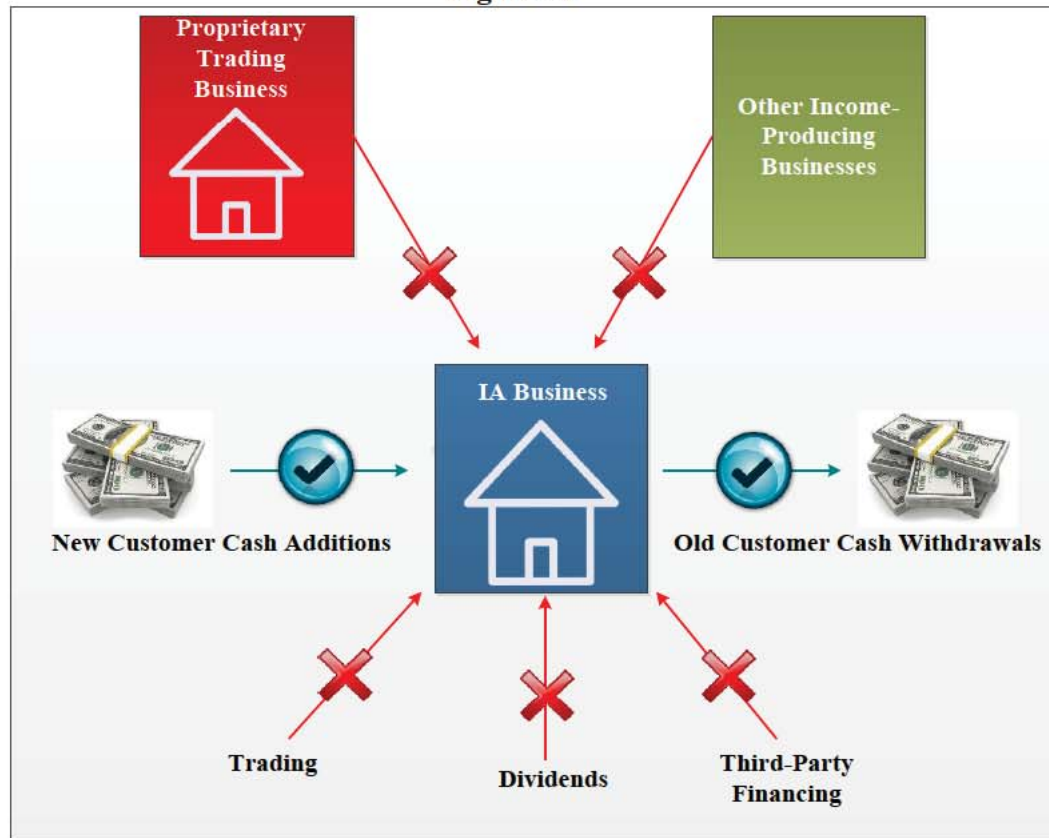 Proprietary
Trading
Business
Other Income-
Producing
Businesses
IA Business
New Customer Cash Additions
Old Customer Cash Withdrawals
Trading
Dividends
Third-Party
Financing